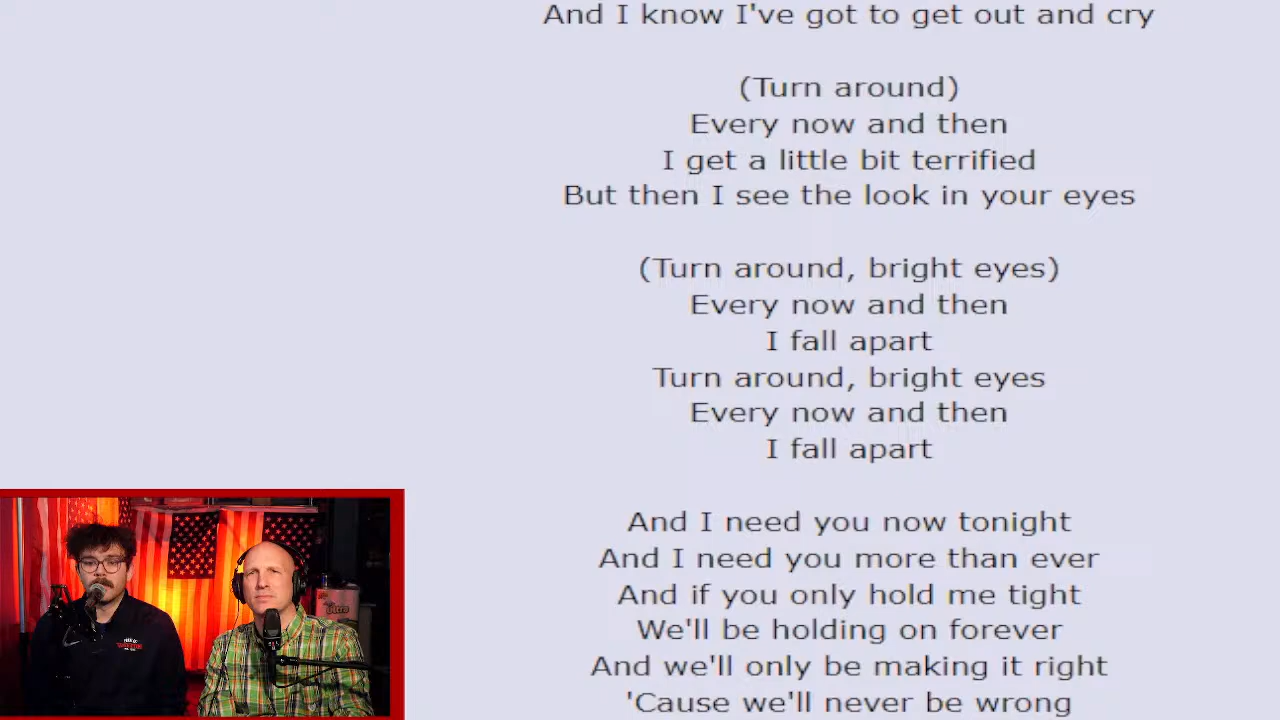 And I know I've got to get out and cry
(Turn around)
Every now and then
I get a little bit terrified
But then I see the look in your eyes
(Turn around, bright eyes)
Every now and then
I fall apart
Turn around, bright eyes
Every now and then
I fall apart
And I need you now tonight
And I need you more than ever
And if you only hold me tight
We'll be holding on forever
And we'll only be making it right
'Cause we'll never be wrong